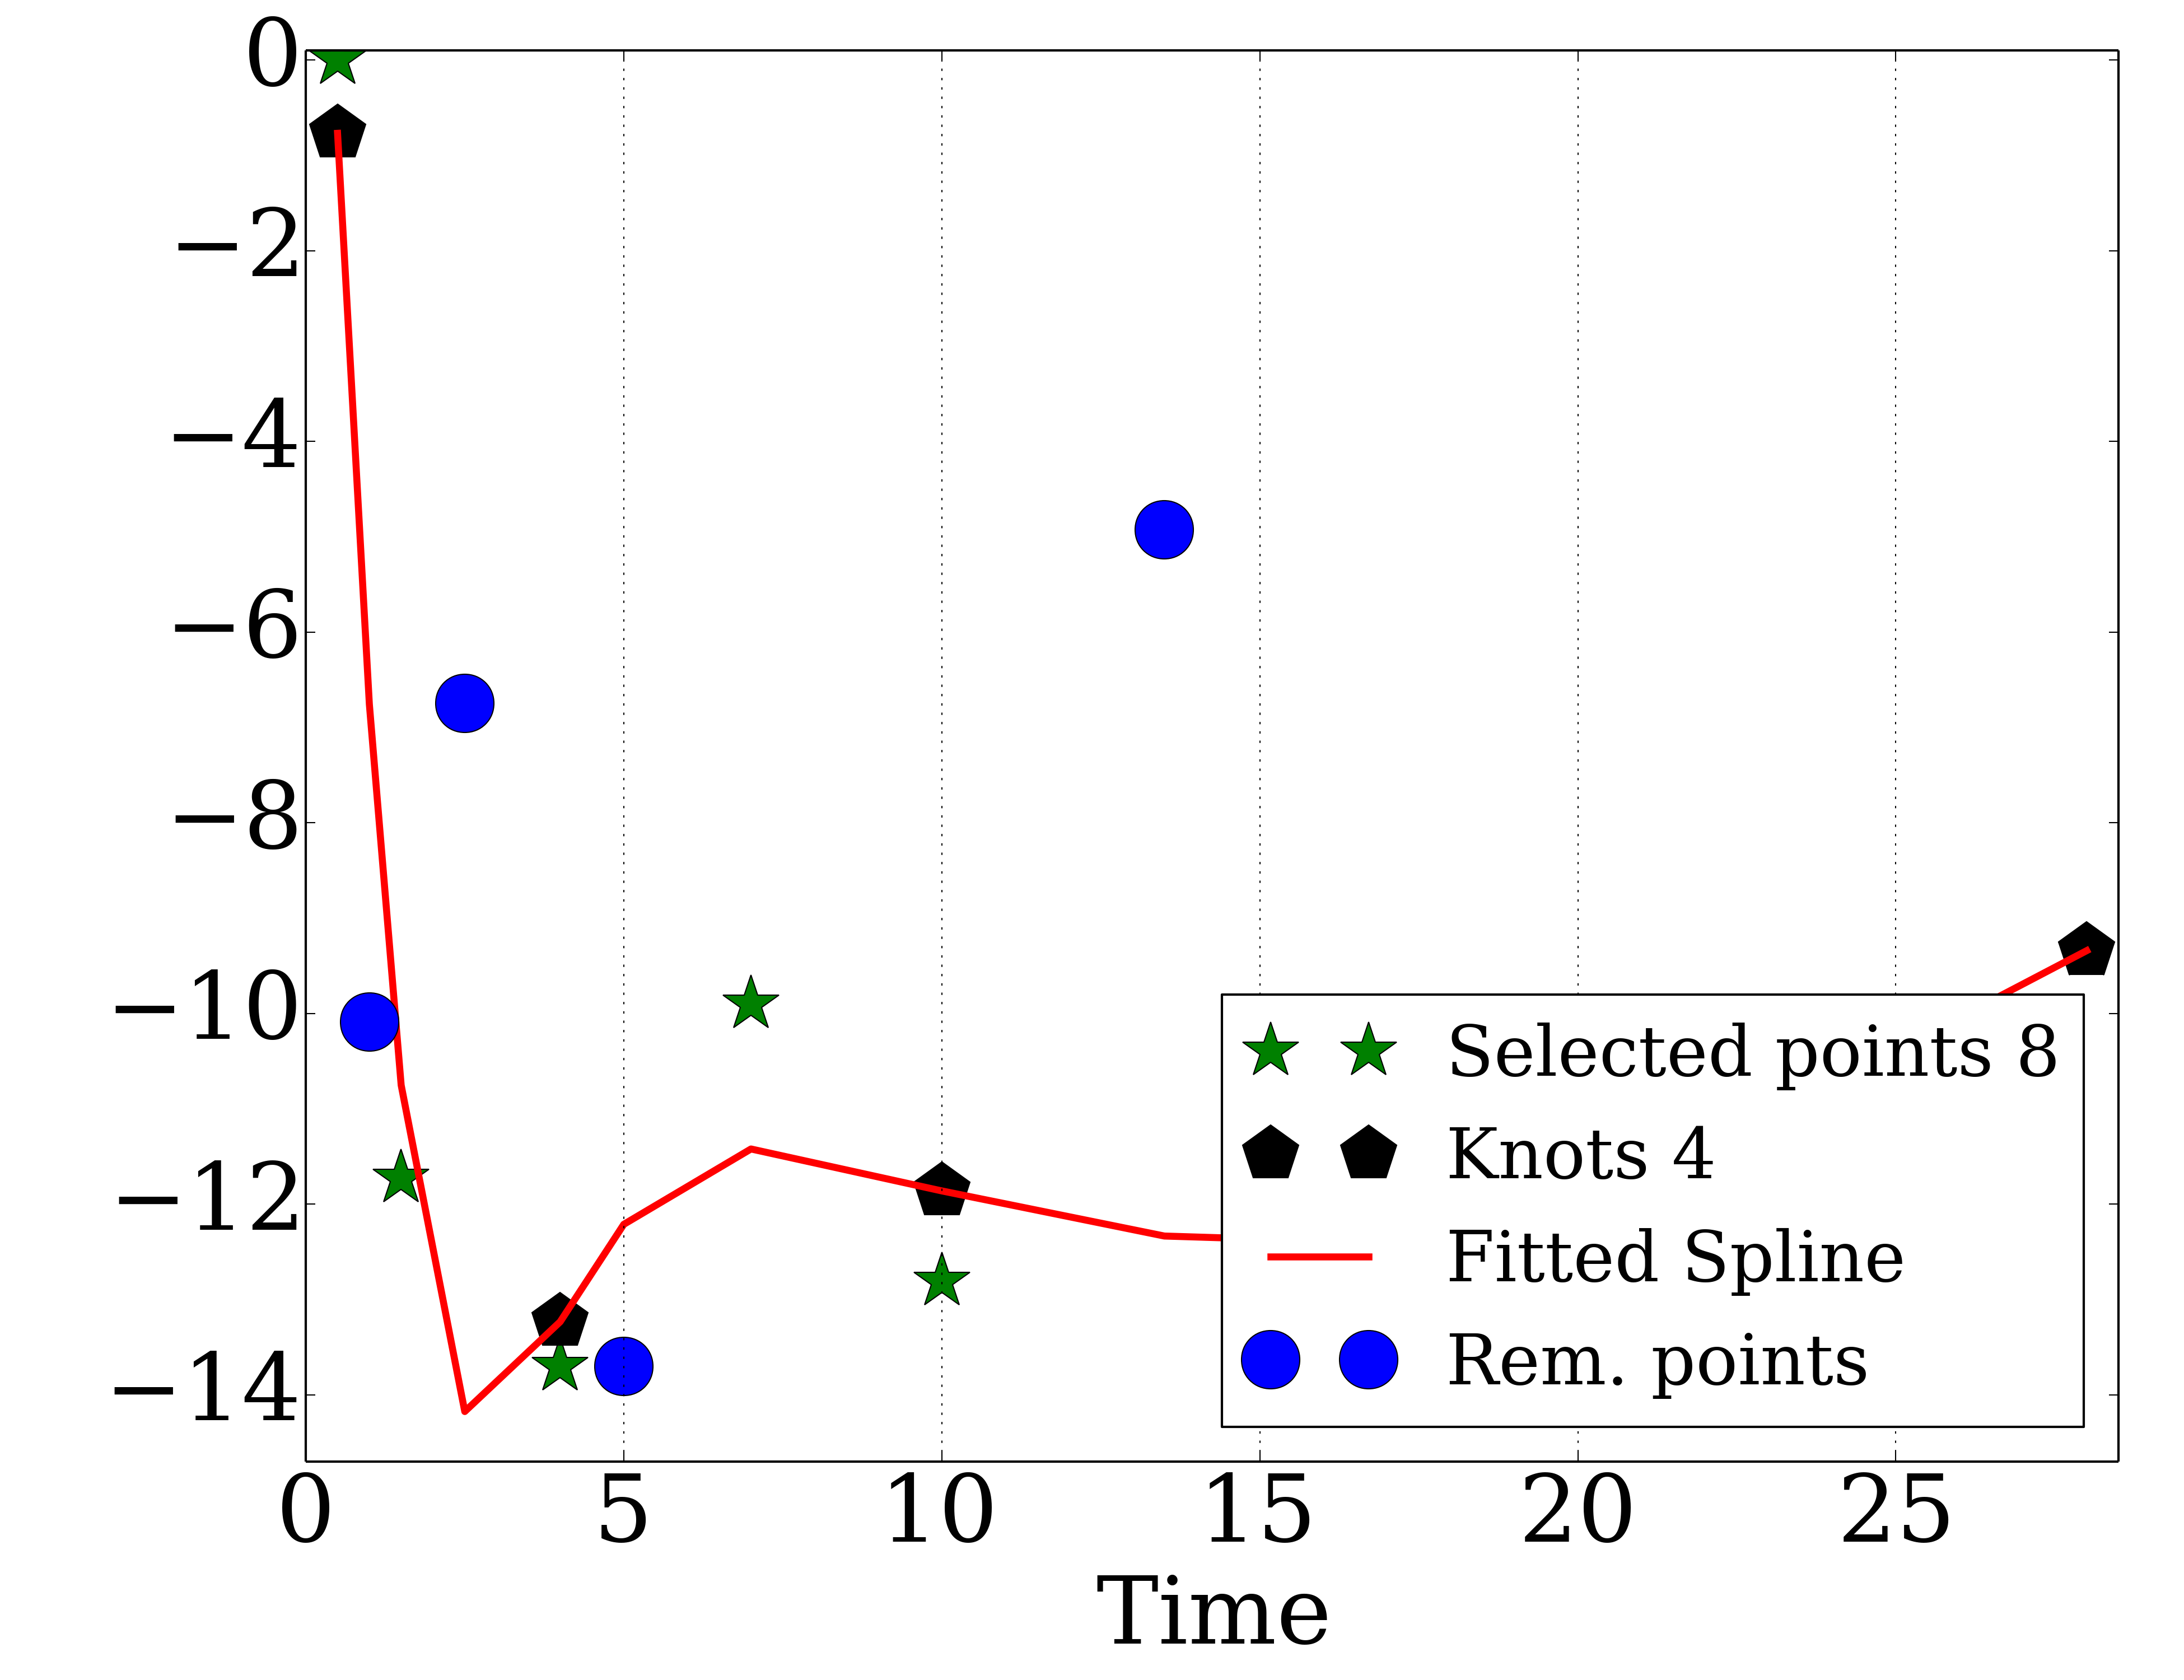 0
−2
−4
−6
−8
−10
−12
−14
0 5 10 15 20 25
Time
Selected points 8
Knots 4
Fitted Spline
Rem. points